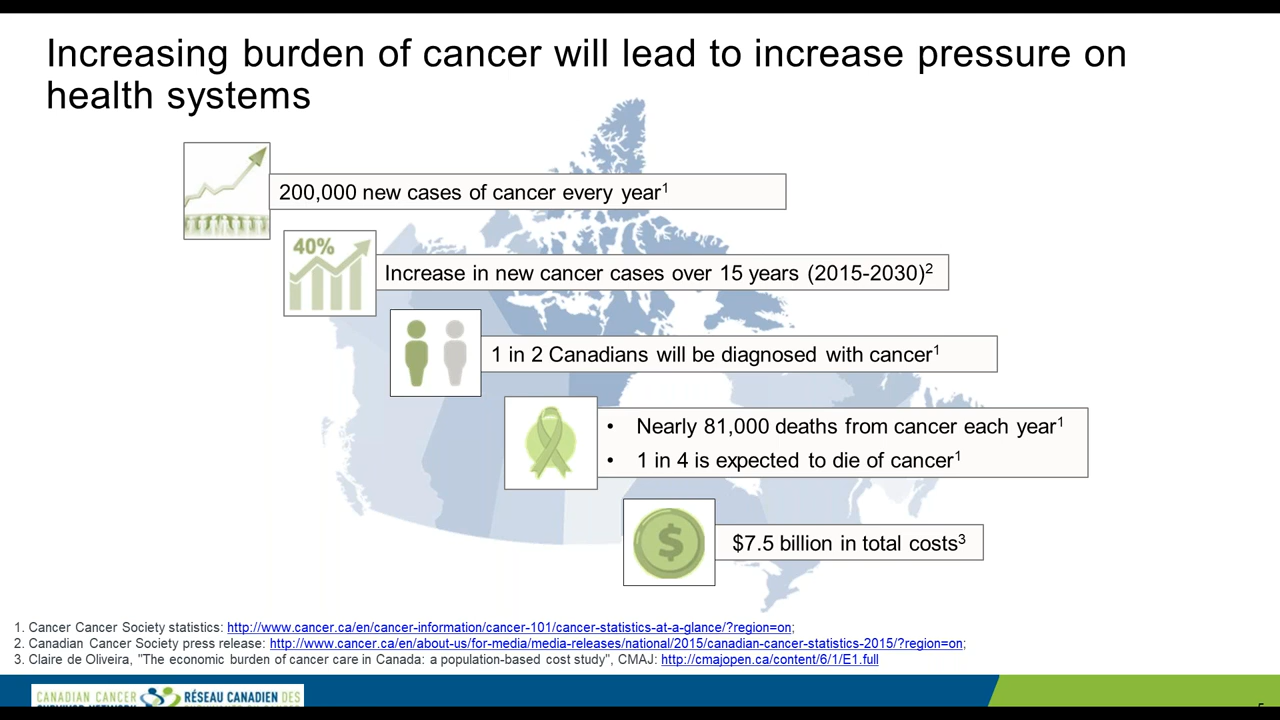 Increasing burden of cancer will lead to increase pressure on
health systems
200,000 new cases of cancer every year1
40%
Increase in new cancer cases over 15 years (2015-2030)2
1 in 2 Canadians will be diagnosed with cancer1
• Nearly 81,000 deaths from cancer each year1
• 1 in 4 is expected to die of cancer1
$
$7.5 billion in total costs3
1. Cancer Cancer Society statistics: http://www.cancer.ca/en/cancer-information/cancer-101/cancer-statistics-at-a-glance/?region=on;
2. Canadian Cancer Society press release: http://www.cancer.ca/en/about-us/for-media/media-releases/national/2015/canadian-cancer-statistics-2015/?region=on;
3. Claire de Oliveira, "The economic burden of cancer care in Canada: a population-based cost study", CMAJ: http://cmajopen.ca/content/6/1/E1.full
CANADIAN CANCER RÉSEAU CANADIEN DES